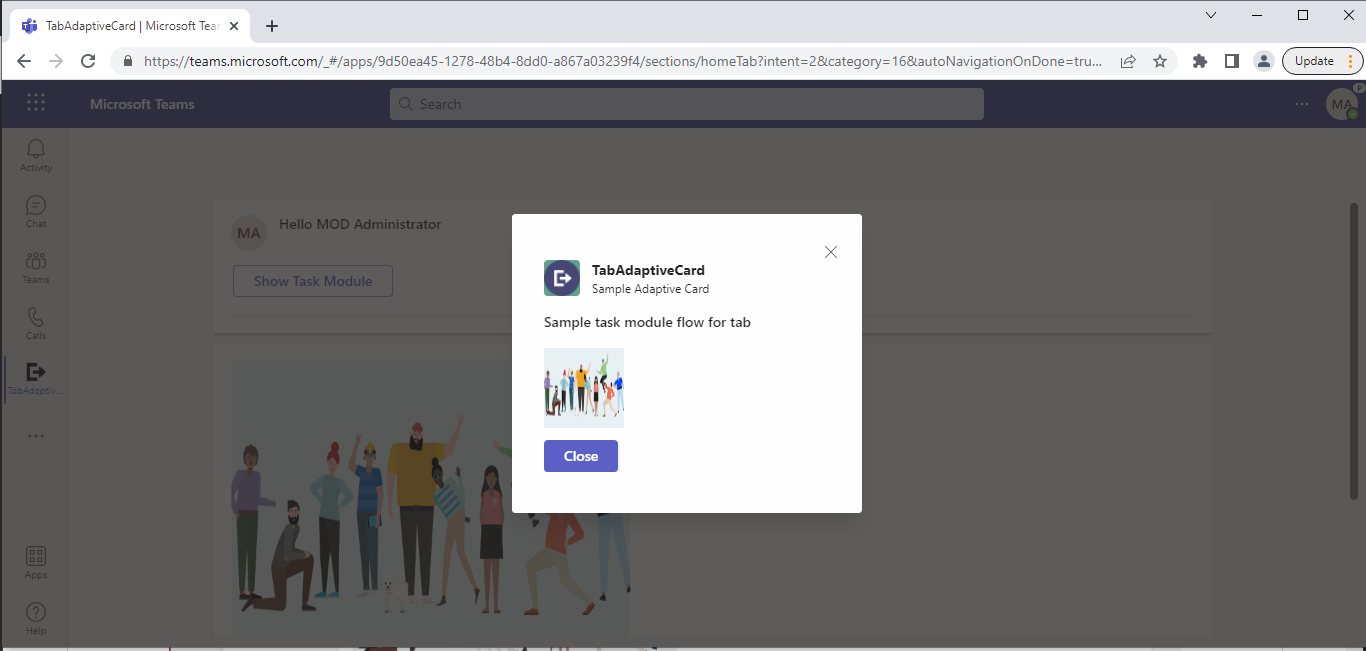 TabAdaptiveCard | Microsoft Tear
https://teams.microsoft.com/_#/apps/9d50ea45-1278-48b4-8dd0-a867a03239f4/sections/homeTab?intent=2&category=16&autoNavigationOnDone=tru...
Update
Microsoft Teams
Search
MA
P
Activity
Chat
Teams
Calls
TabAdaptiv...
Apps
Help
MA
Hello MOD Administrator
Show Task Module
TabAdaptiveCard
Sample Adaptive Card
Sample task module flow for tab
Close